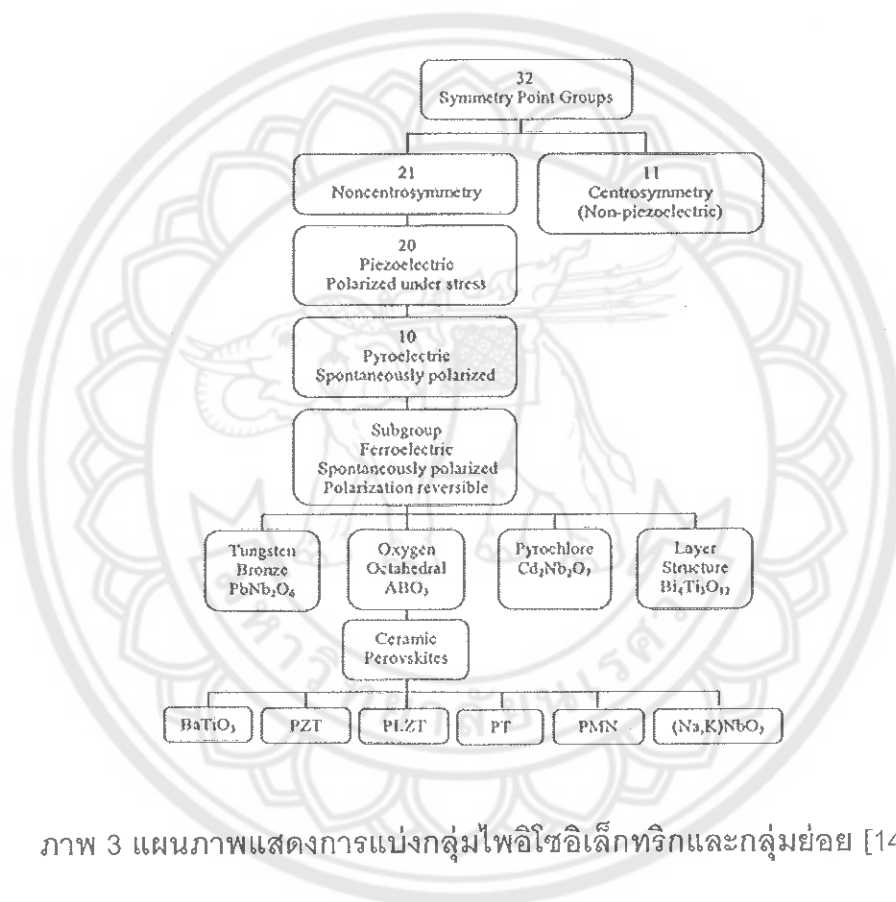 32
Symmetry Point Groups
21
Noncentrosymmetry
11
Centrosymmetry
(Non-piezoelectric)
20
Piezoelectric
Polarized under stress
10
Pyroelectric
Spontaneously polarized
Subgroup
Ferroelectric
Spontaneously polarized
Polarization reversible
Tungsten
Bronze
PbNb₂O₆
Oxygen
Octahedral
ABO₃
Pyrochlore
Cd₂Nb₂O₇
Layer
Structure
Bi₄Ti₃O₁₂
Ceramic
Perovskites
BaTiO₃
PZT
PLZT
PT
PMN
(Na,K)NbO₃
ภาพ 3 แผนภาพแสดงการแบ่งกลุ่มไพอิโซอิเล็กทริกและกลุ่มย่อย [14